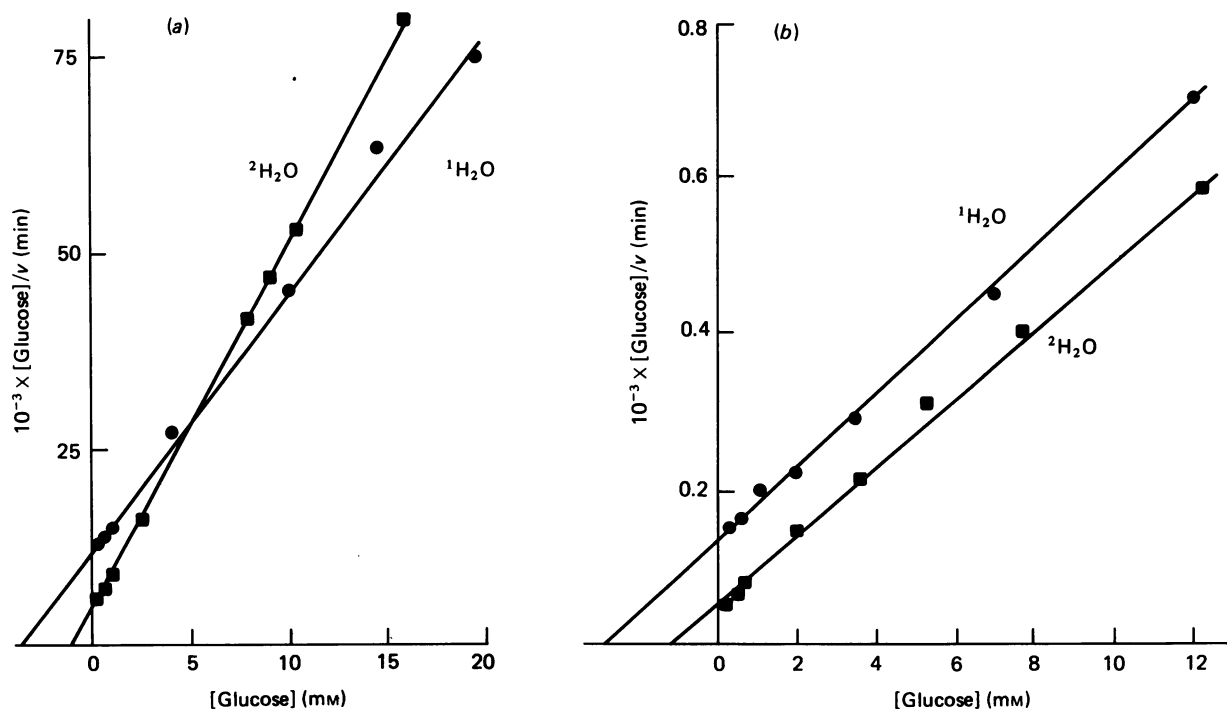 (a)
75
50
25
10⁻³ × [Glucose]/v (min)
²H₂O
¹H₂O
0
5
10
15
20
[Glucose] (mM)
(b)
0.8
0.6
0.4
0.2
10⁻³ × [Glucose]/v (min)
¹H₂O
²H₂O
0
2
4
6
8
10
12
[Glucose] (mM)